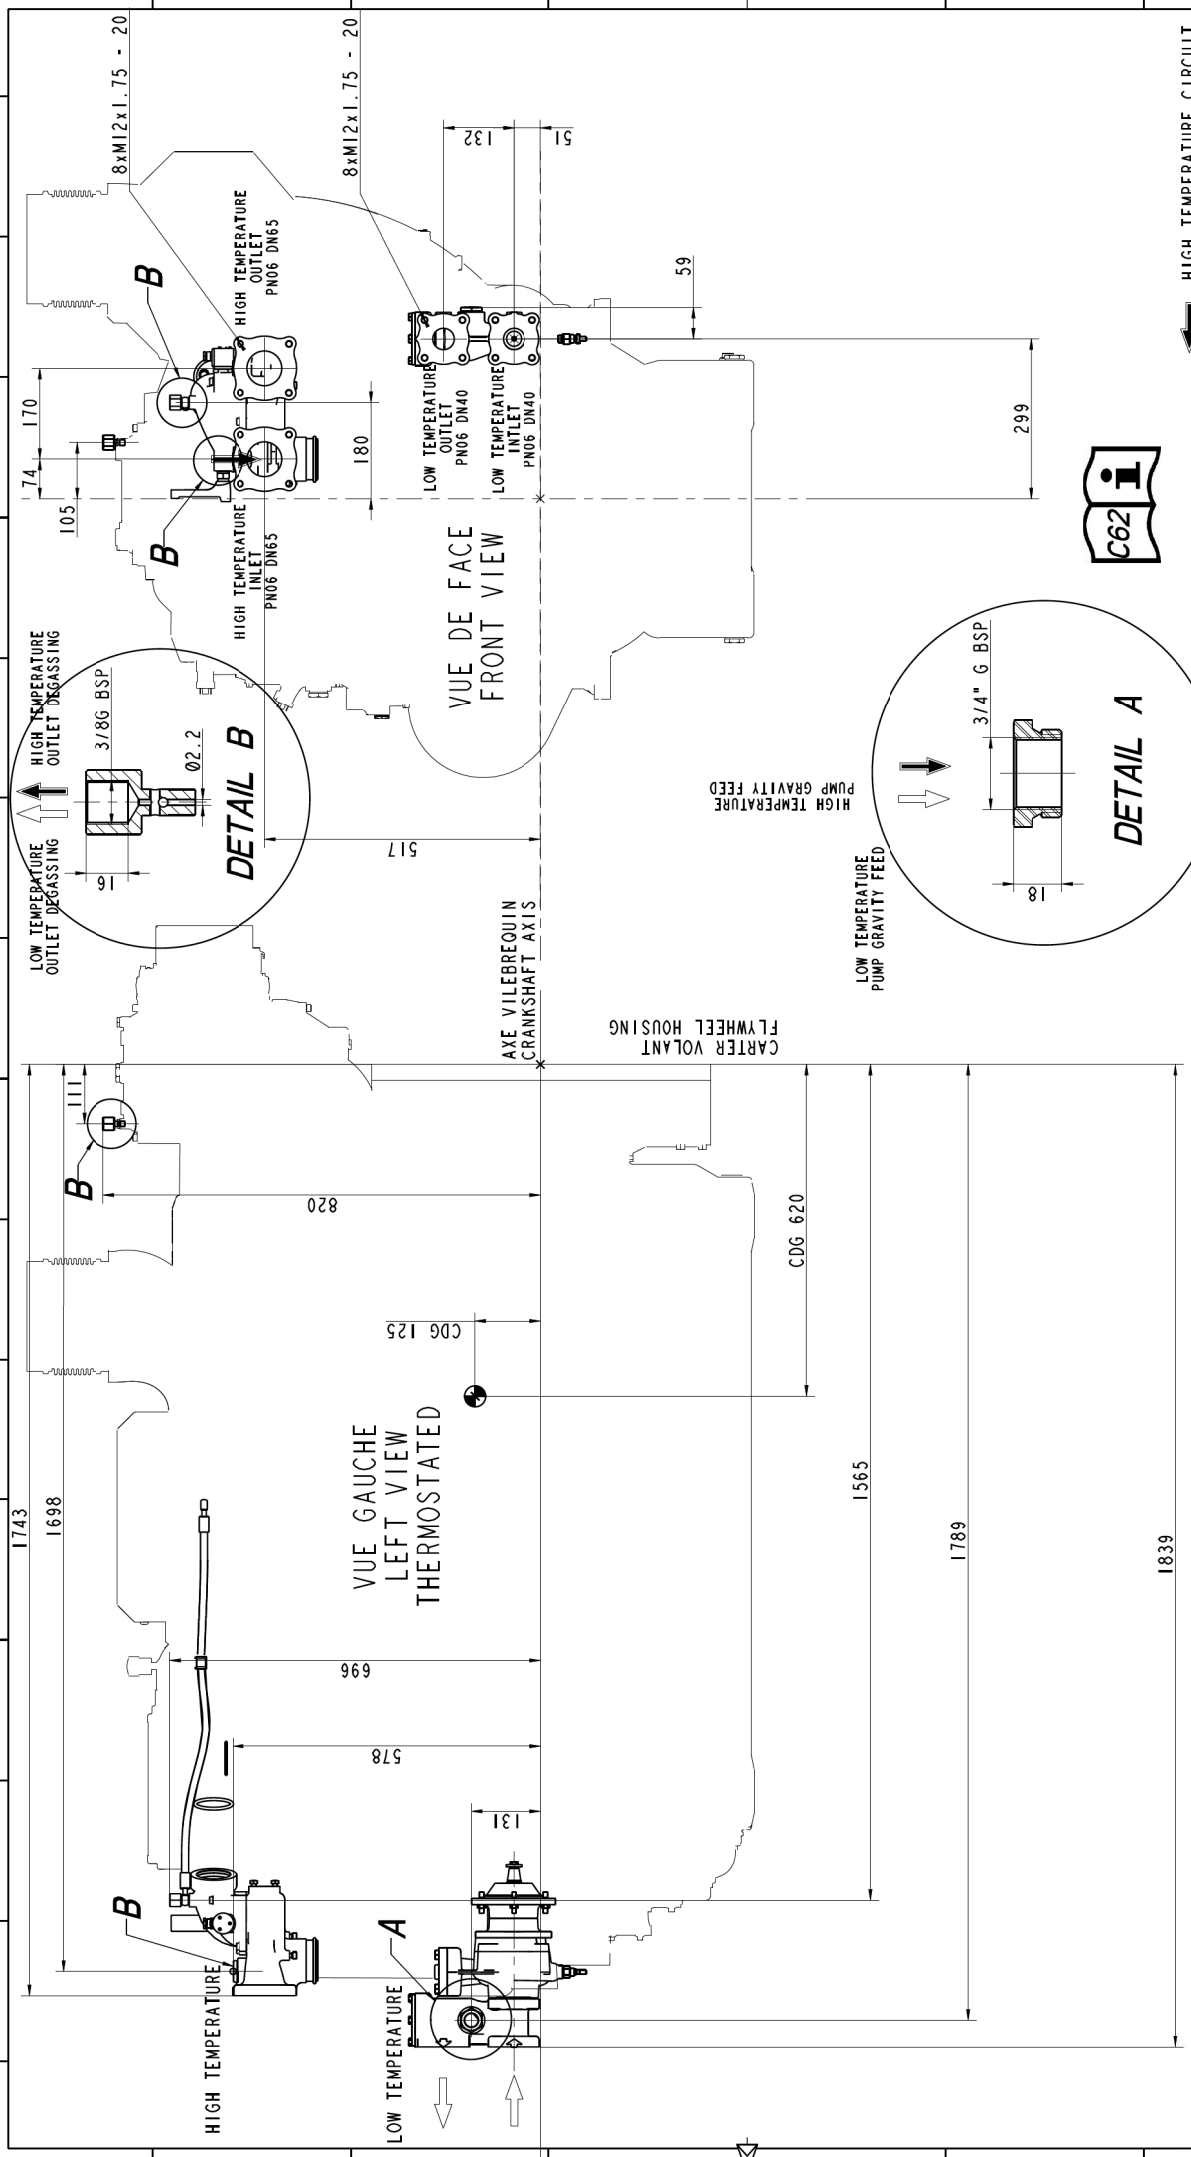 1743
1698
111
B
HIGH TEMPERATURE
B
LOW TEMPERATURE
A
131
578
696
820
VUE GAUCHE
LEFT VIEW
THERMOSTATED
CDG 125
CDG 620
1565
1789
1839
AXE VILEBREQUIN
CRANKSHAFT AXIS
CARTER VOLANT
FLYWHEEL HOUSING
LOW TEMPERATURE
OUTLET DEGASSING
HIGH TEMPERATURE
OUTLET DEGASSING
16
3/8G BSP
Ø2.2
DETAIL B
517
105
74
170
180
B
B
8xM12x1.75 - 20
8xM12x1.75 - 20
HIGH TEMPERATURE
INLET
PN06 DN65
HIGH TEMPERATURE
OUTLET
PN06 DN65
LOW TEMPERATURE
OUTLET
PN06 DN40
LOW TEMPERATURE
INTLET
PN06 DN40
132
51
59
299
VUE DE FACE
FRONT VIEW
LOW TEMPERATURE
PUMP GRAVITY FEED
HIGH TEMPERATURE
PUMP GRAVITY FEED
18
3/4" G BSP
DETAIL A
C62 i
HIGH TEMPERATURE CIRCUIT